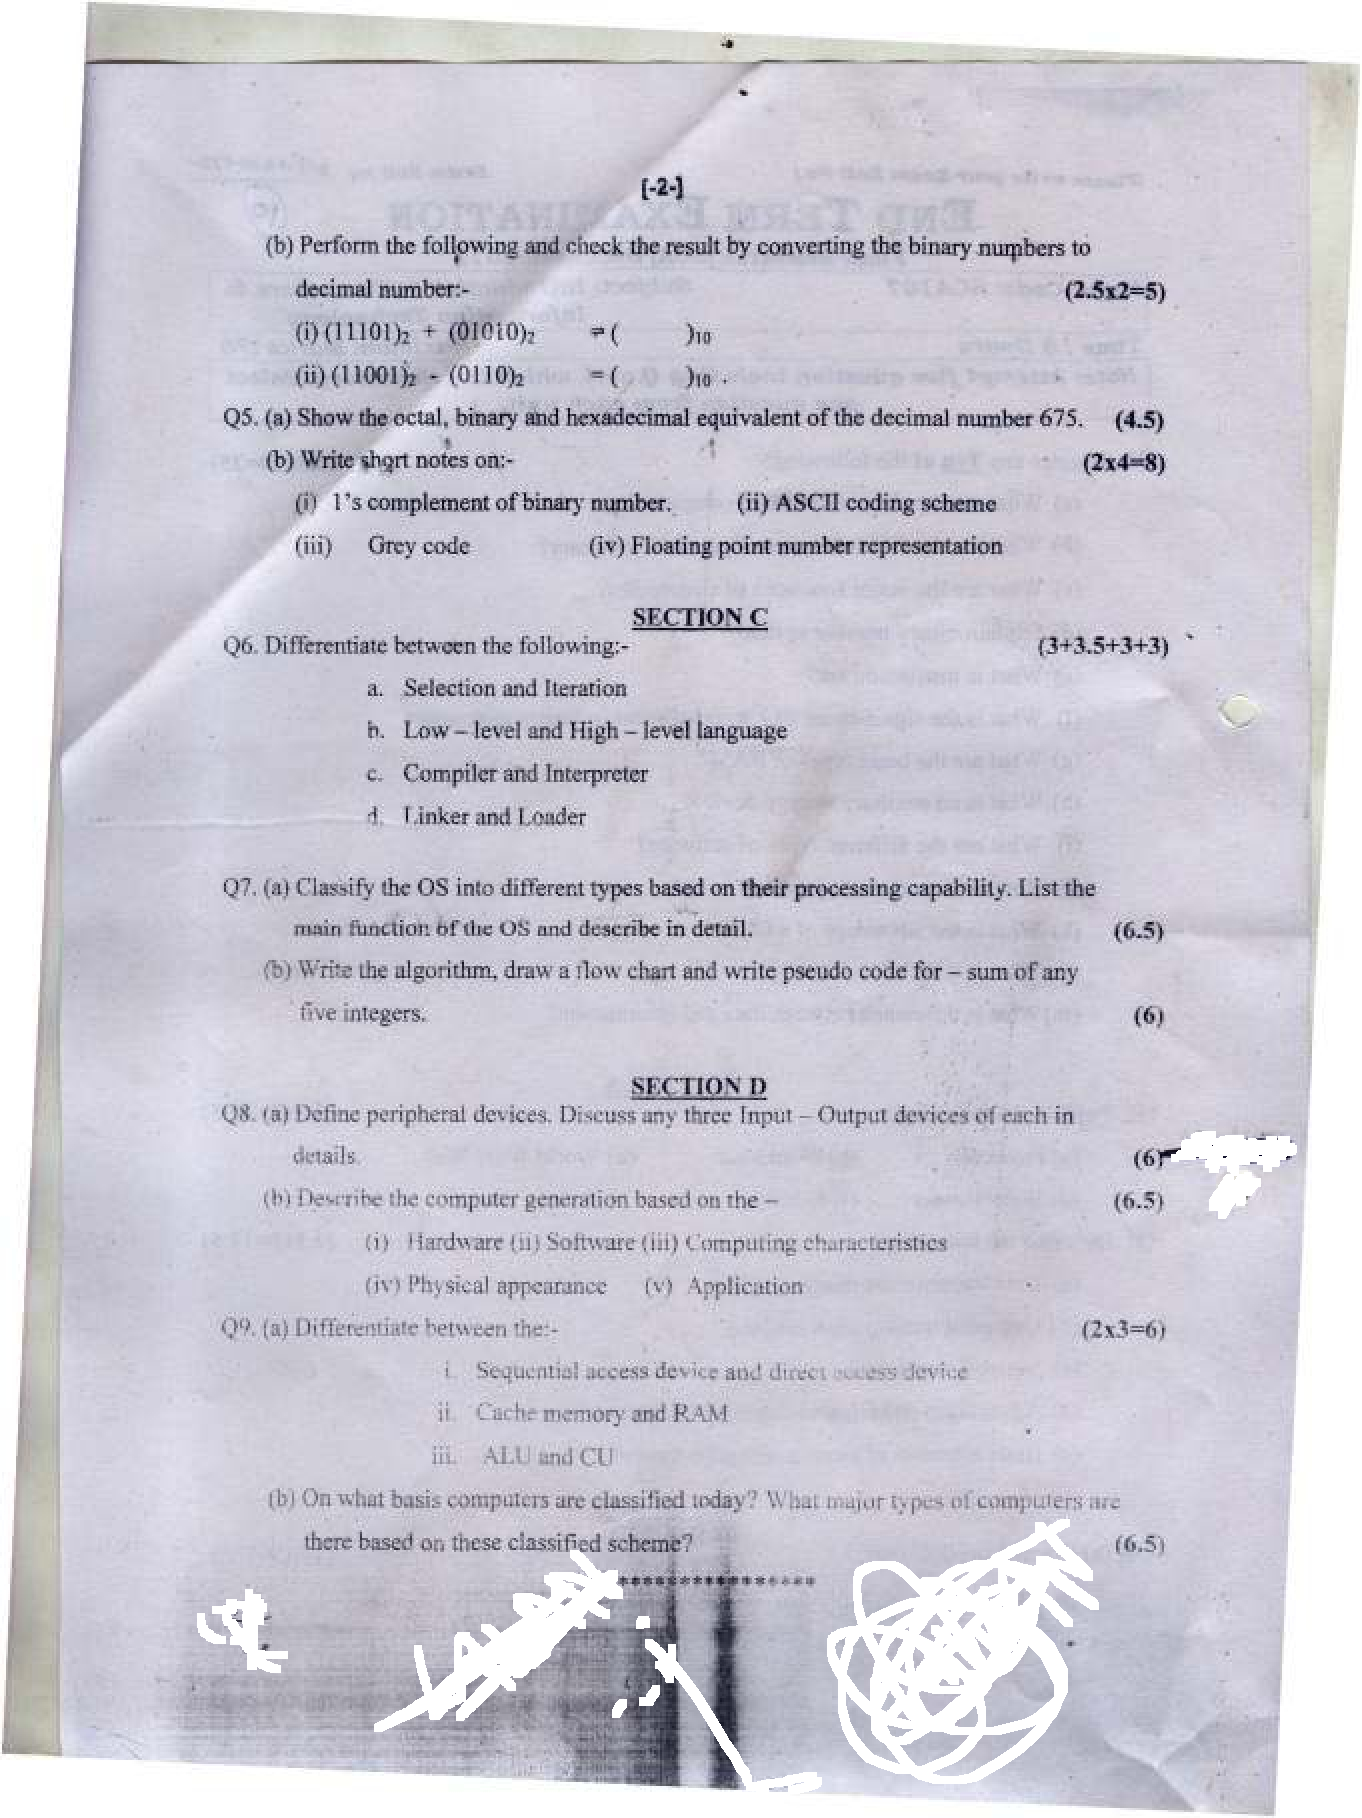 [-2-]
(b) Perform the following and check the result by converting the binary numbers to
decimal number:- (2.5x2=5)
(i) (11101)2 + (01010)2 = ( )10
(ii) (11001)2 - (0110)2 = ( )10 .
Q5. (a) Show the octal, binary and hexadecimal equivalent of the decimal number 675. (4.5)
(b) Write short notes on:- (2x4=8)
(i) 1's complement of binary number. (ii) ASCII coding scheme
(iii) Grey code (iv) Floating point number representation
SECTION C
Q6. Differentiate between the following:- (3+3.5+3+3)
a. Selection and Iteration
b. Low – level and High – level language
c. Compiler and Interpreter
d. Linker and Loader
Q7. (a) Classify the OS into different types based on their processing capability. List the
main function of the OS and describe in detail. (6.5)
(b) Write the algorithm, draw a flow chart and write pseudo code for – sum of any
five integers. (6)
SECTION D
Q8. (a) Define peripheral devices. Discuss any three Input – Output devices of each in
details. (6)
(b) Describe the computer generation based on the – (6.5)
(i) Hardware (ii) Software (iii) Computing characteristics
(iv) Physical appearance (v) Application
Q9. (a) Differentiate between the:- (2x3=6)
i. Sequential access device and direct access device
ii. Cache memory and RAM
iii. ALU and CU
(b) On what basis computers are classified today? What major types of computers are
there based on these classified scheme? (6.5)
*****************